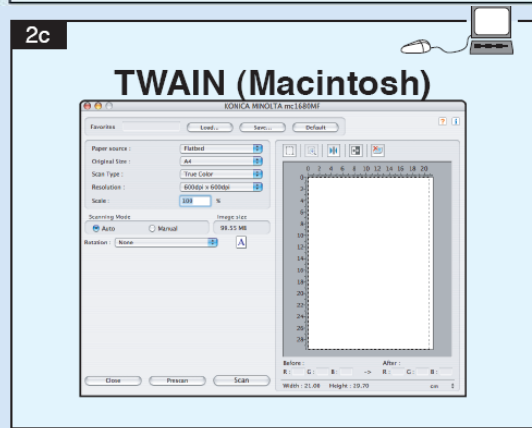 2c
TWAIN (Macintosh)
KONICA MINOLTA mc1680MF
Favorites
Load... Save... Default
? i
Paper source : Flatbed
Original Size : A4
Scan Type : True Color
Resolution : 600dpi x 600dpi
Scale : 100 %
Scanning Mode
Auto Manual
Image size
98.55 MB
Rotation : None A
0 2 4 6 8 10 12 14 16 18 20
0
2
4
6
8
10
12
14
16
18
20
22
24
26
28
Before : After :
R : G : B : -> R : G : B :
Width : 21.00 Height : 29.70 cm
Close Prescan Scan